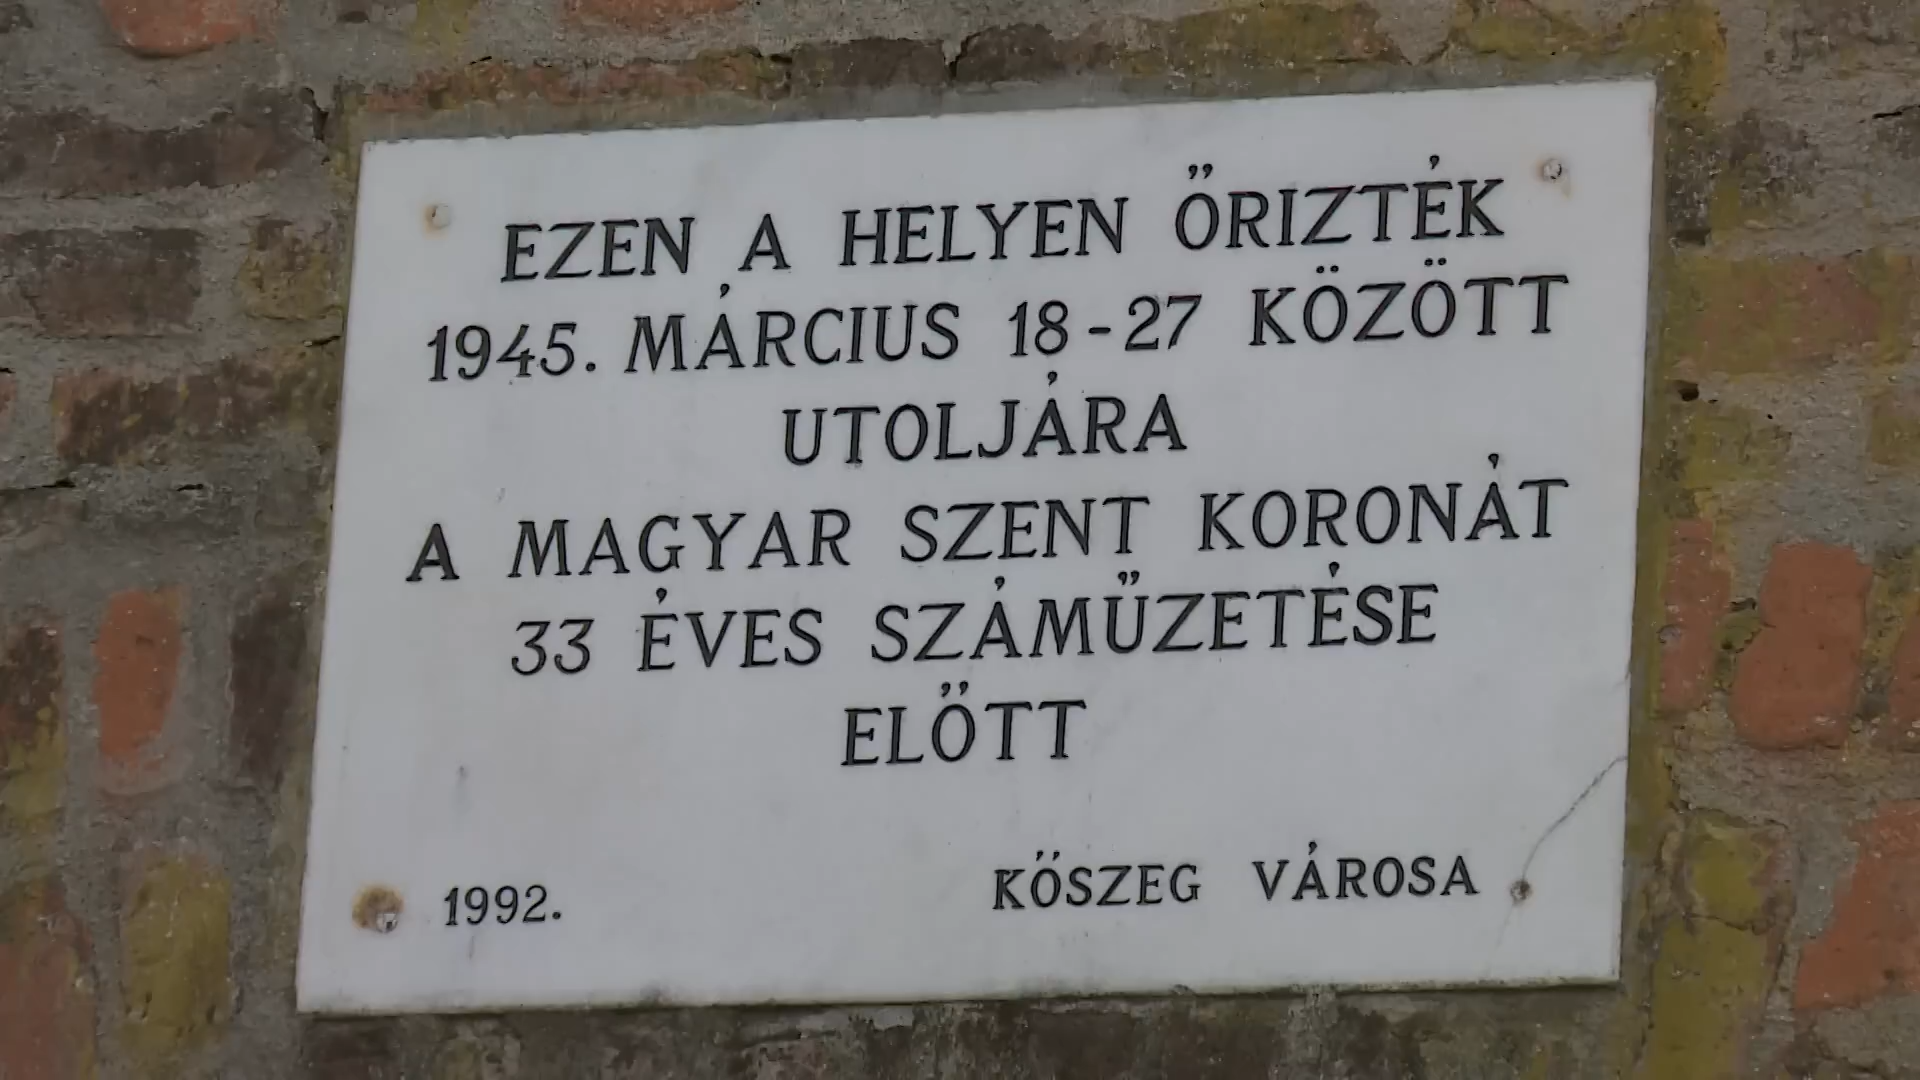 EZEN A HELYEN ŐRIZTÉK
1945. MÁRCIUS 18-27 KÖZÖTT
UTOLJÁRA
A MAGYAR SZENT KORONÁT
33 ÉVES SZÁMŰZETÉSE
ELŐTT
1992. KŐSZEG VÁROSA